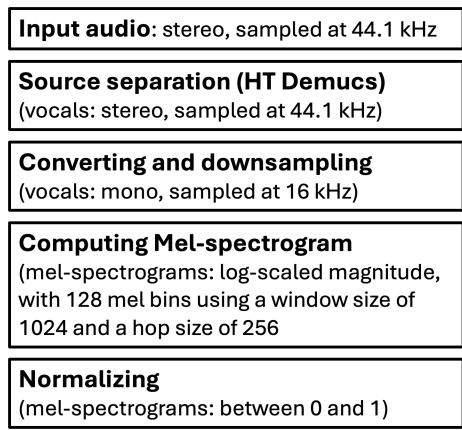 Input audio: stereo, sampled at 44.1 kHz
Source separation (HT Demucs)
(vocals: stereo, sampled at 44.1 kHz)
Converting and downsampling
(vocals: mono, sampled at 16 kHz)
Computing Mel-spectrogram
(mel-spectrograms: log-scaled magnitude,
with 128 mel bins using a window size of
1024 and a hop size of 256
Normalizing
(mel-spectrograms: between 0 and 1)